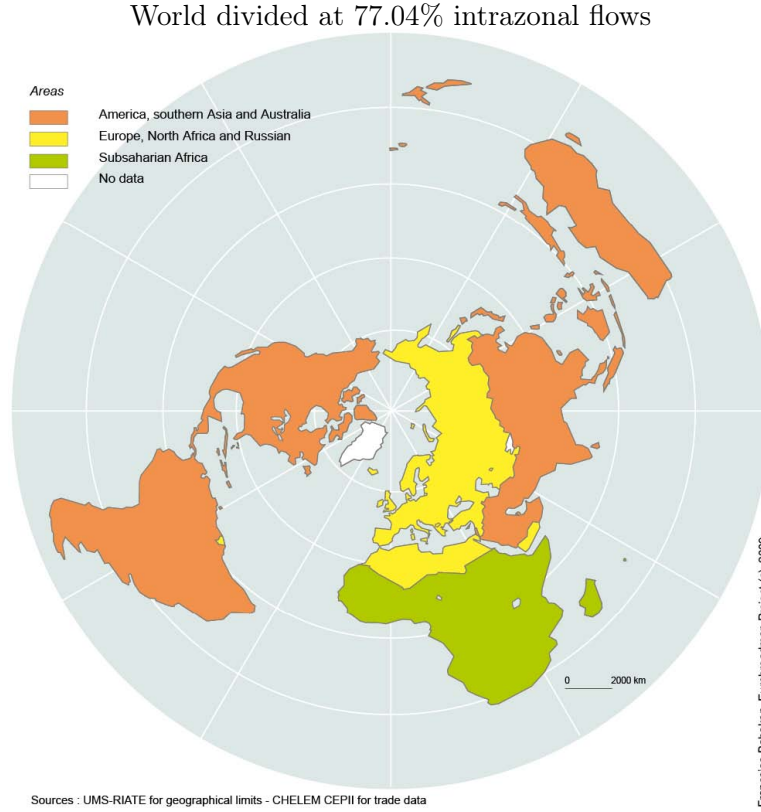 World divided at 77.04% intrazonal flows
Areas
America, southern Asia and Australia
Europe, North Africa and Russian
Subsaharian Africa
No data
0 2000 km
Sources : UMS-RIATE for geographical limits - CHELEM CEPII for trade data